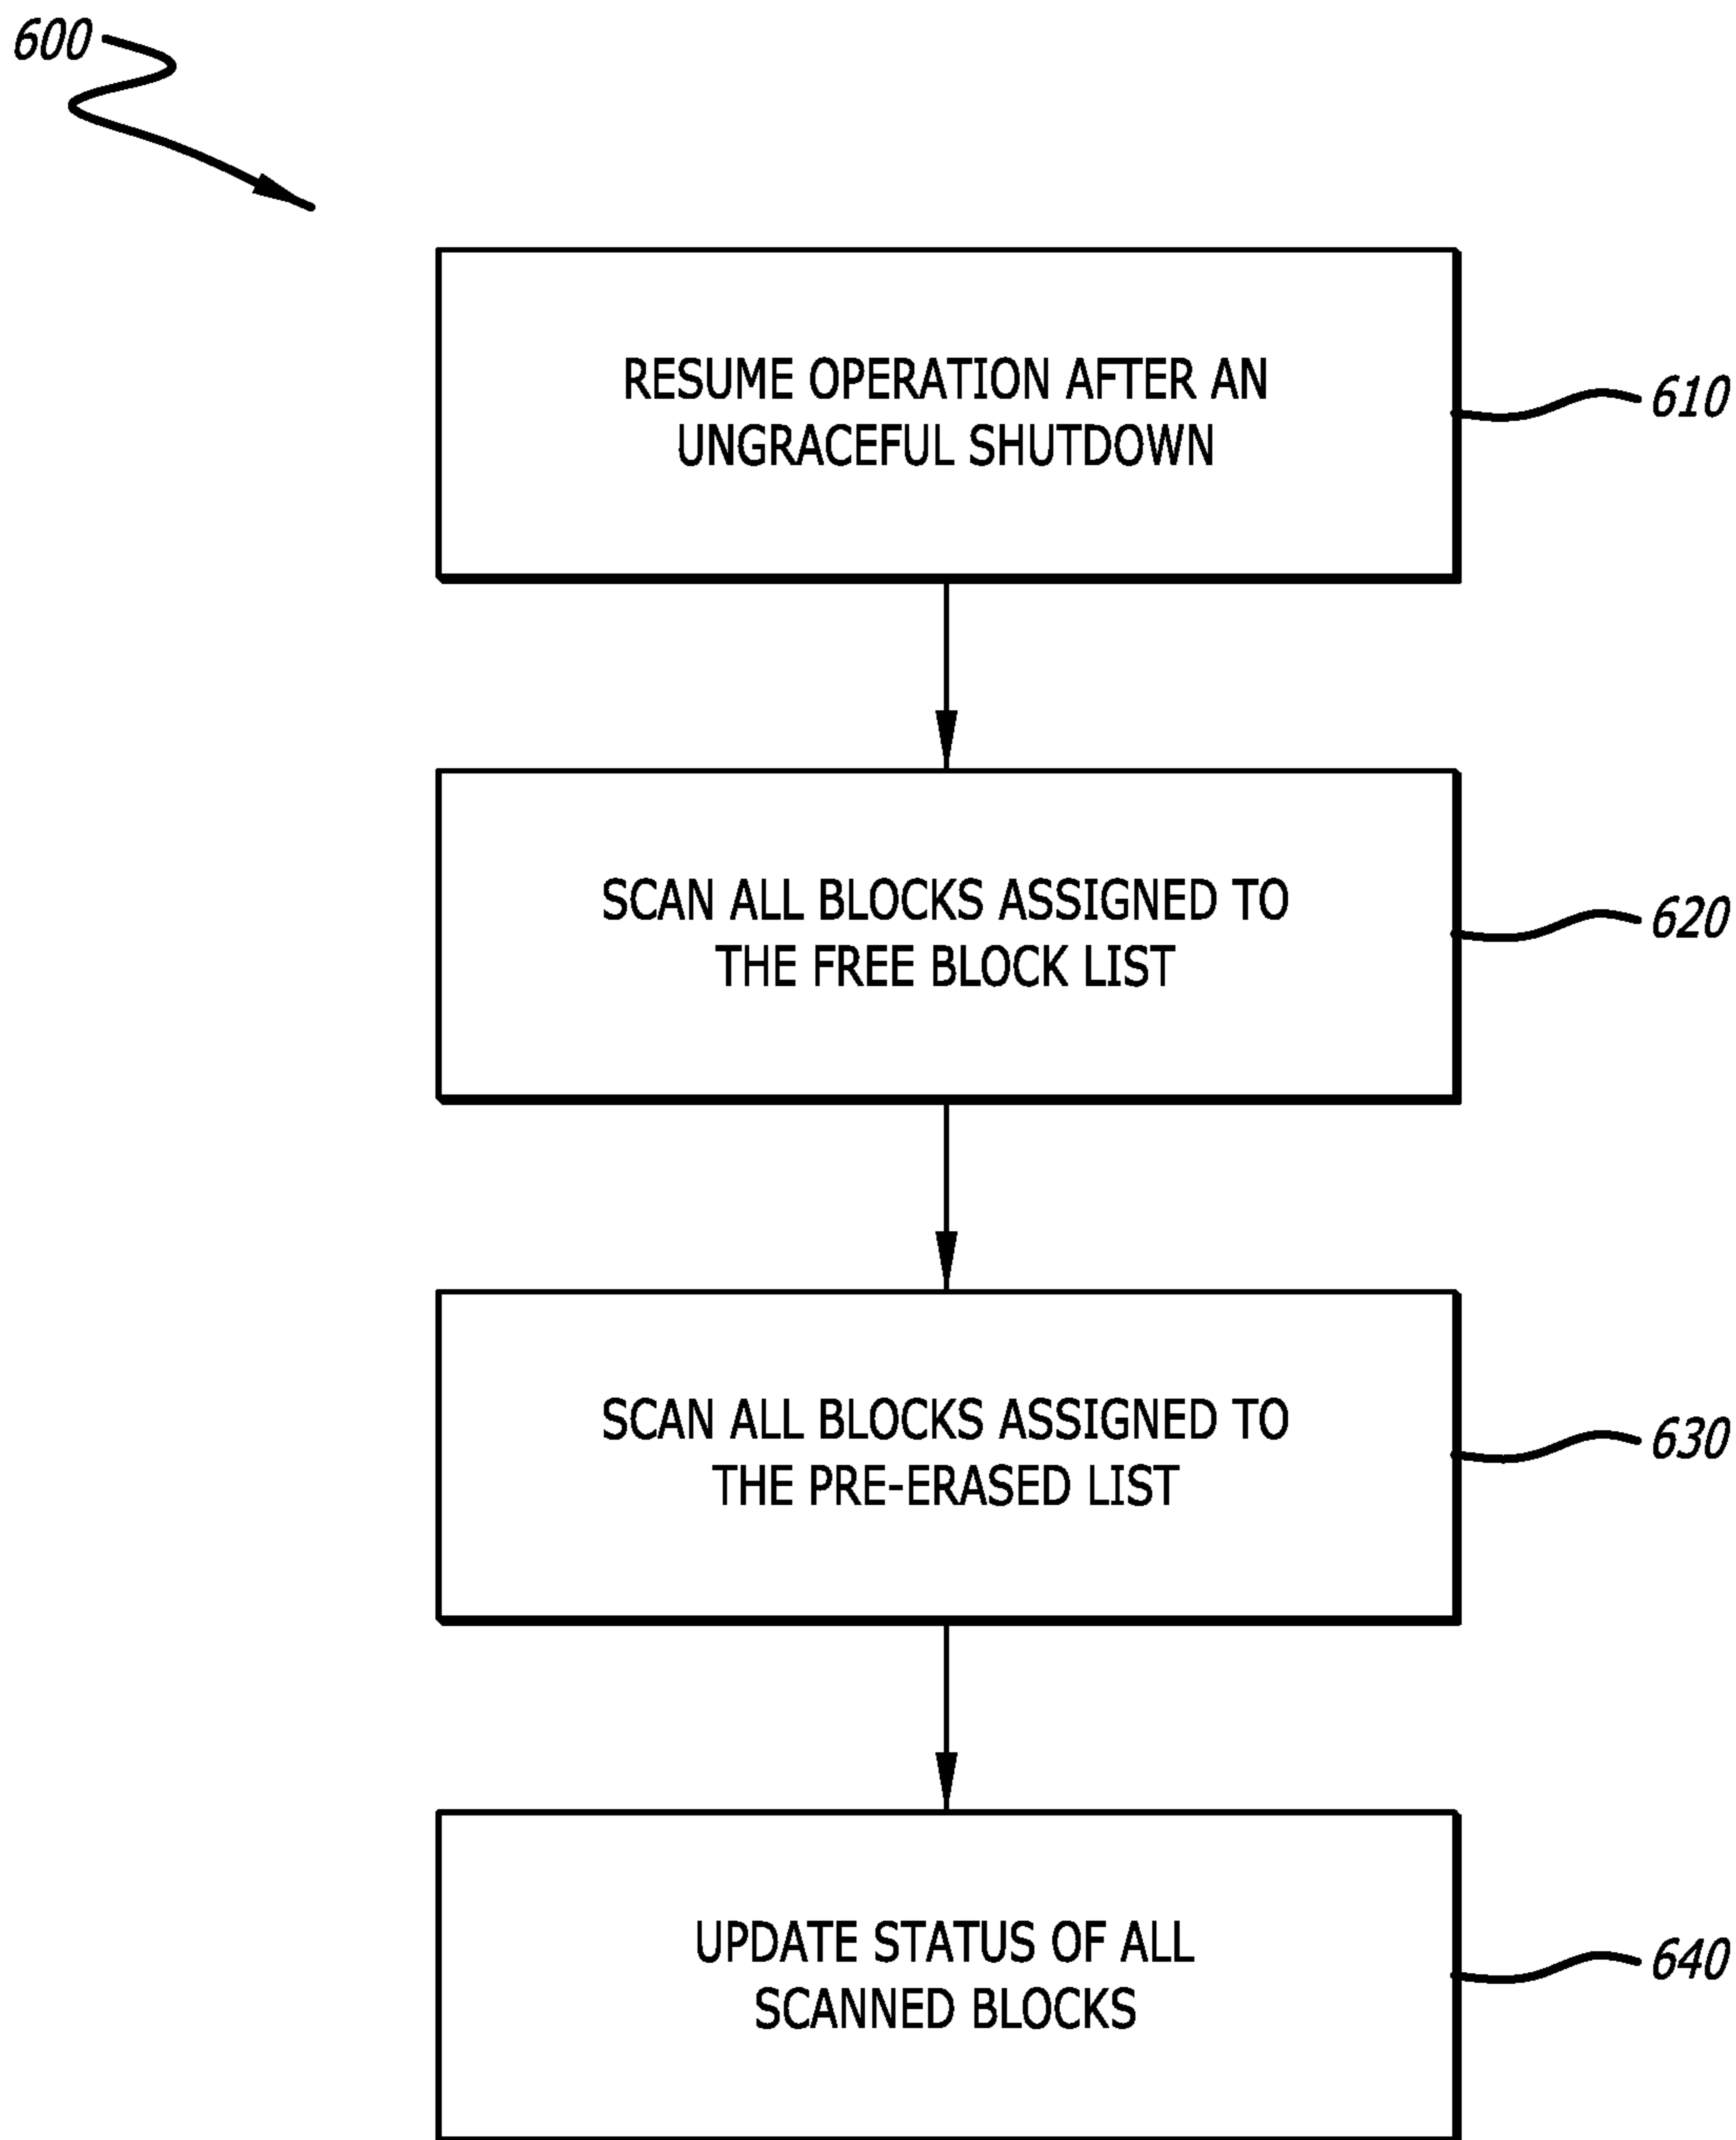 600
RESUME OPERATION AFTER AN
UNGRACEFUL SHUTDOWN
610
SCAN ALL BLOCKS ASSIGNED TO
THE FREE BLOCK LIST
620
SCAN ALL BLOCKS ASSIGNED TO
THE PRE-ERASED LIST
630
UPDATE STATUS OF ALL
SCANNED BLOCKS
640